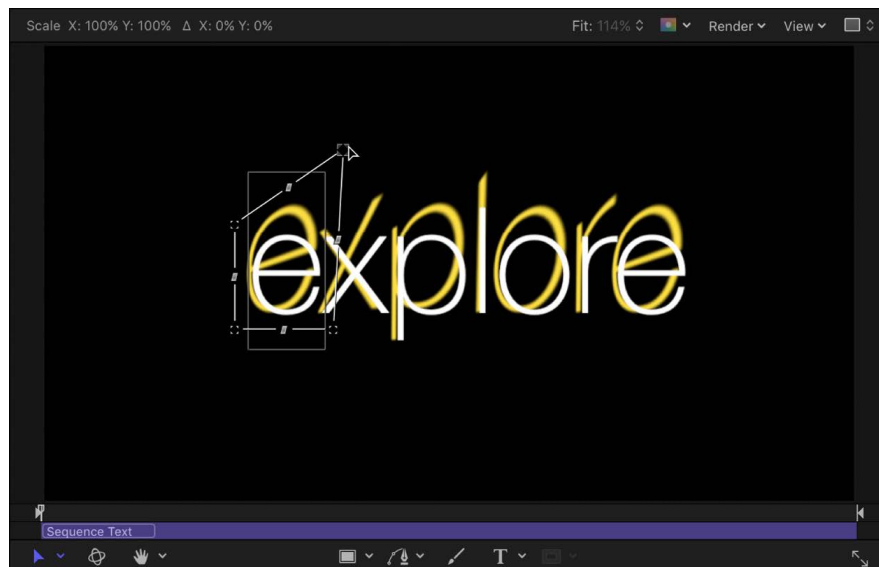 Scale X: 100% Y: 100% Δ X: 0% Y: 0% Fit: 114% Render View
explore
Sequence Text
T